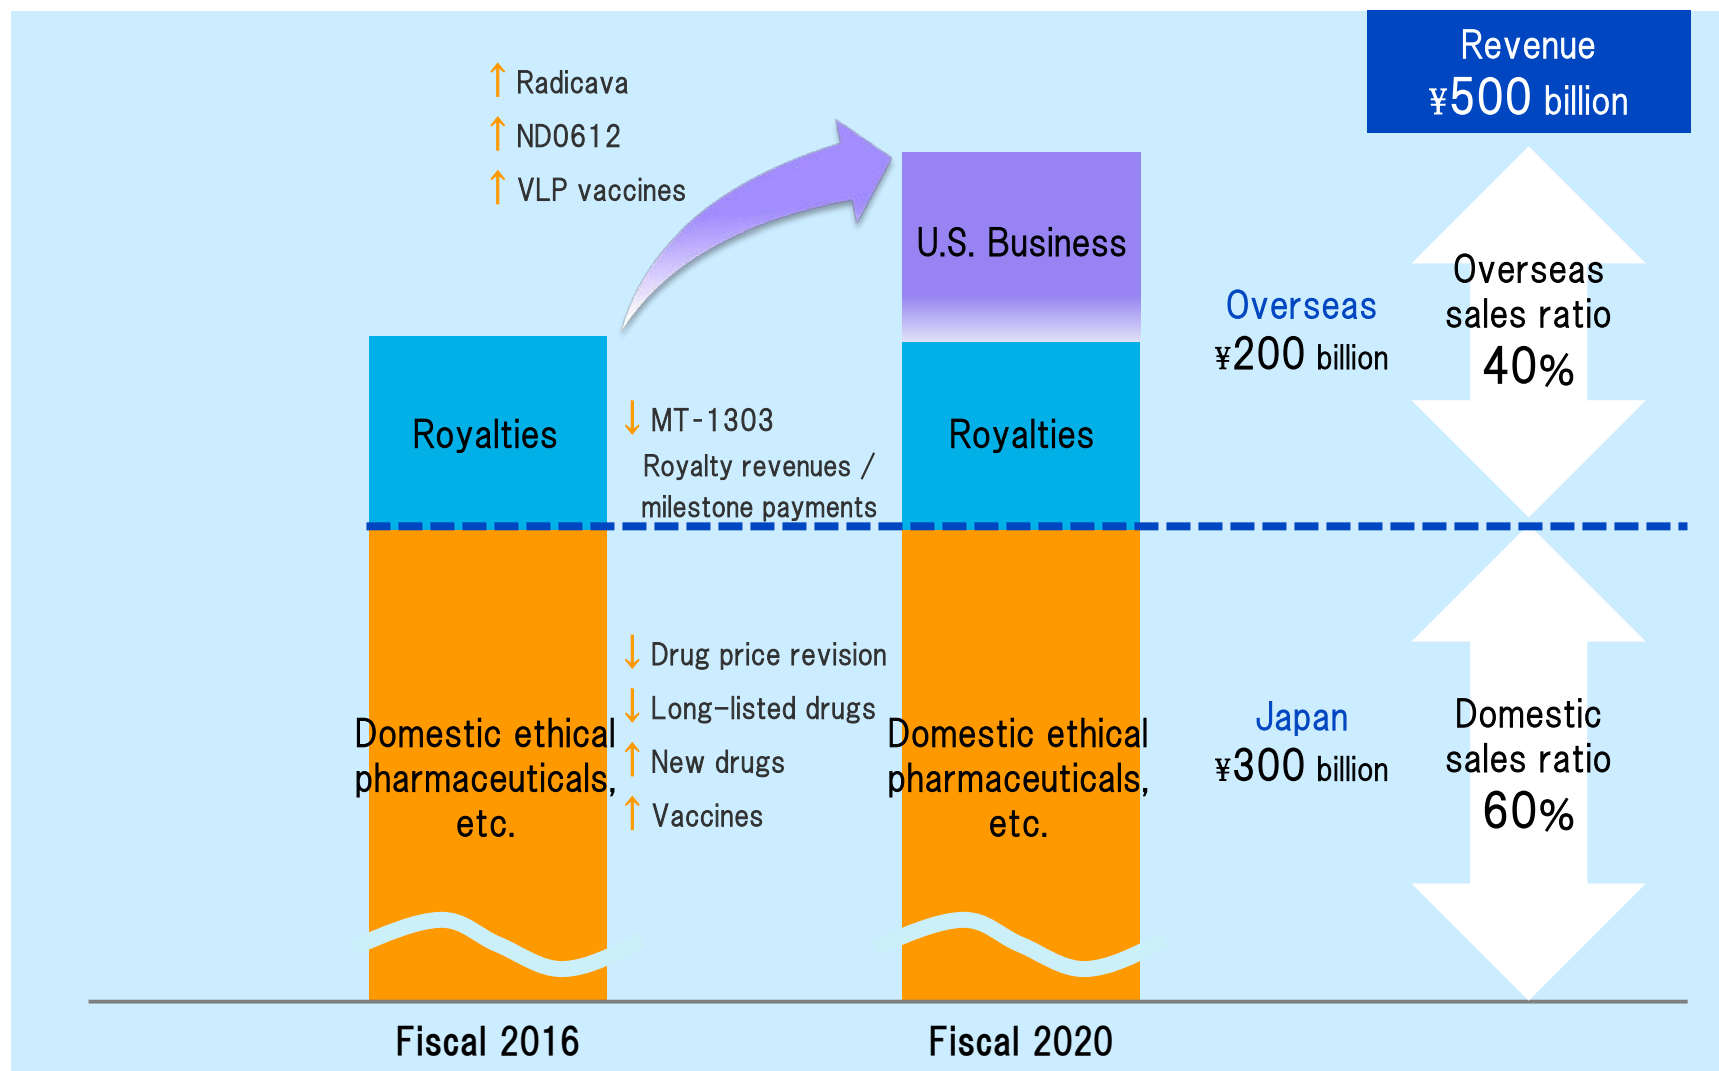 Revenue
¥500 billion
↑ Radicava
↑ ND0612
↑ VLP vaccines
U.S. Business
Overseas
¥200 billion
Overseas
sales ratio
40%
Royalties
↓ MT-1303
Royalty revenues /
milestone payments
Royalties
↓ Drug price revision
↓ Long-listed drugs
↑ New drugs
↑ Vaccines
Domestic ethical
pharmaceuticals,
etc.
Domestic ethical
pharmaceuticals,
etc.
Japan
¥300 billion
Domestic
sales ratio
60%
Fiscal 2016
Fiscal 2020